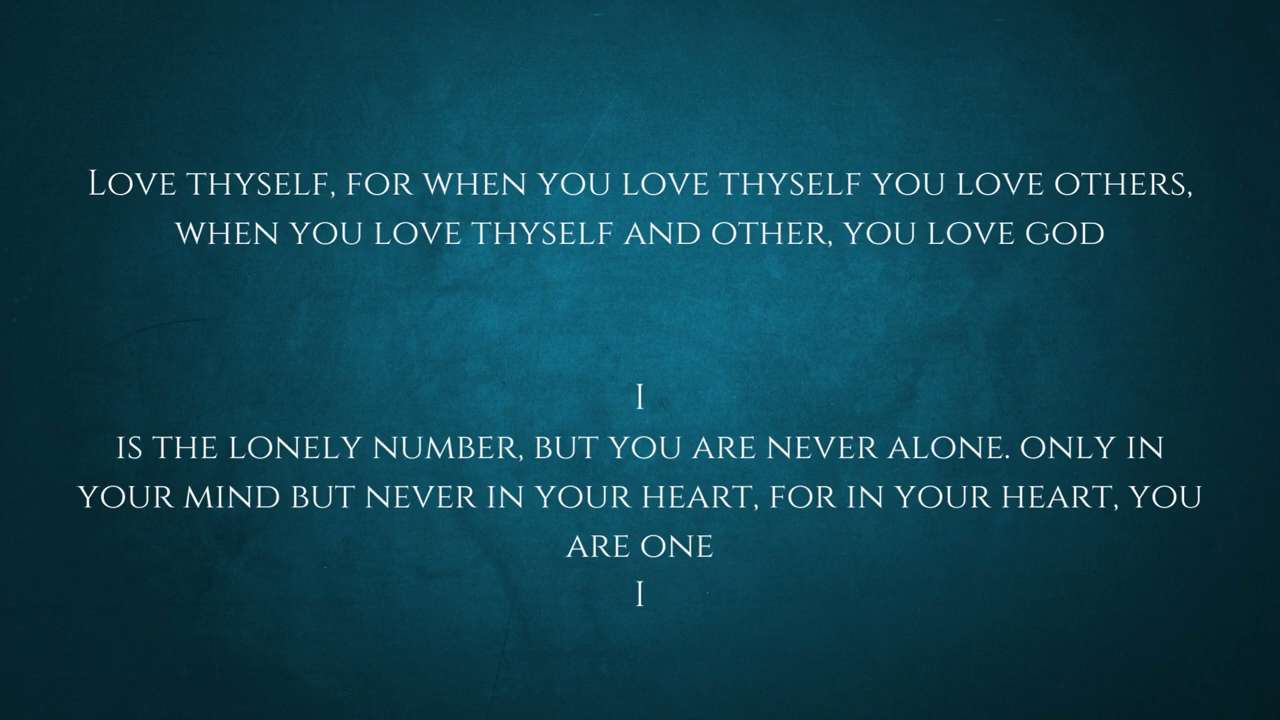 Love thyself, for when you love thyself you love others,
when you love thyself and other, you love god
I
is the lonely number, but you are never alone. only in
your mind but never in your heart, for in your heart, you
are one
I